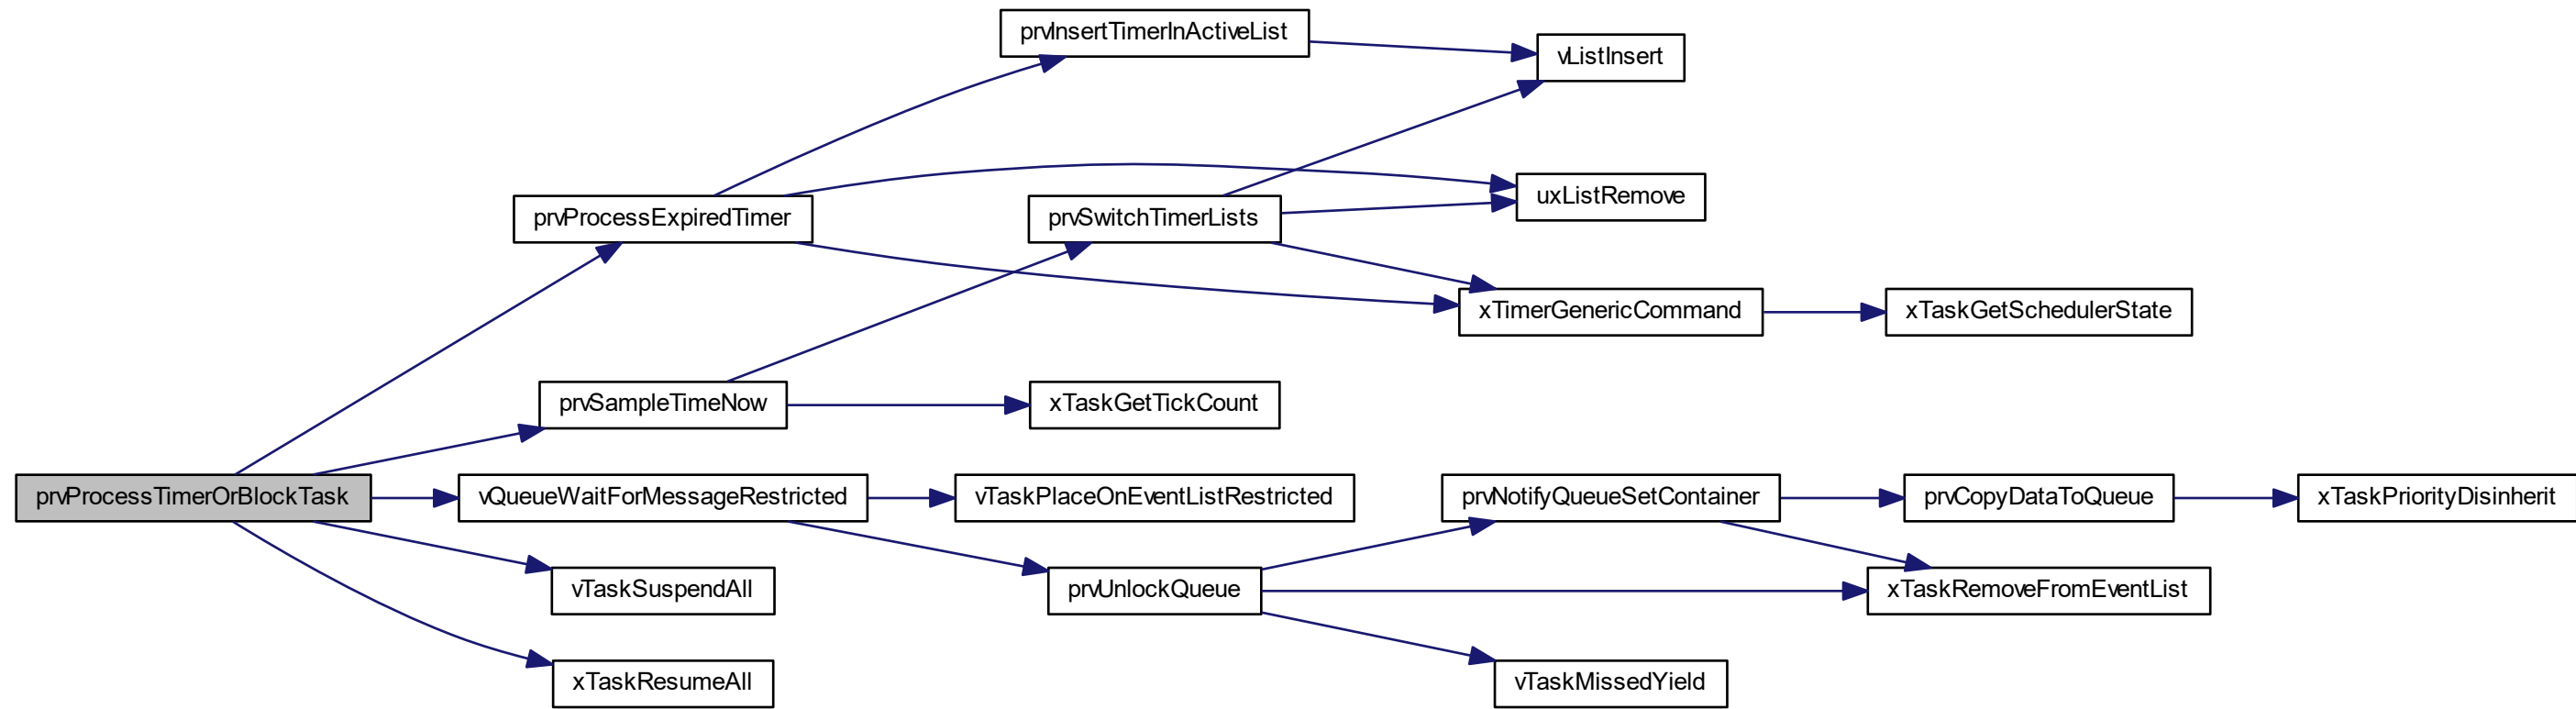 prvInsertTimerInActiveList
vListInsert
uxListRemove
prvProcessExpiredTimer
prvSwitchTimerLists
xTimerGenericCommand
xTaskGetSchedulerState
prvSampleTimeNow
xTaskGetTickCount
prvProcessTimerOrBlockTask
vQueueWaitForMessageRestricted
vTaskPlaceOnEventListRestricted
prvNotifyQueueSetContainer
prvCopyDataToQueue
xTaskPriorityDisinherit
vTaskSuspendAll
prvUnlockQueue
xTaskRemoveFromEventList
xTaskResumeAll
vTaskMissedYield